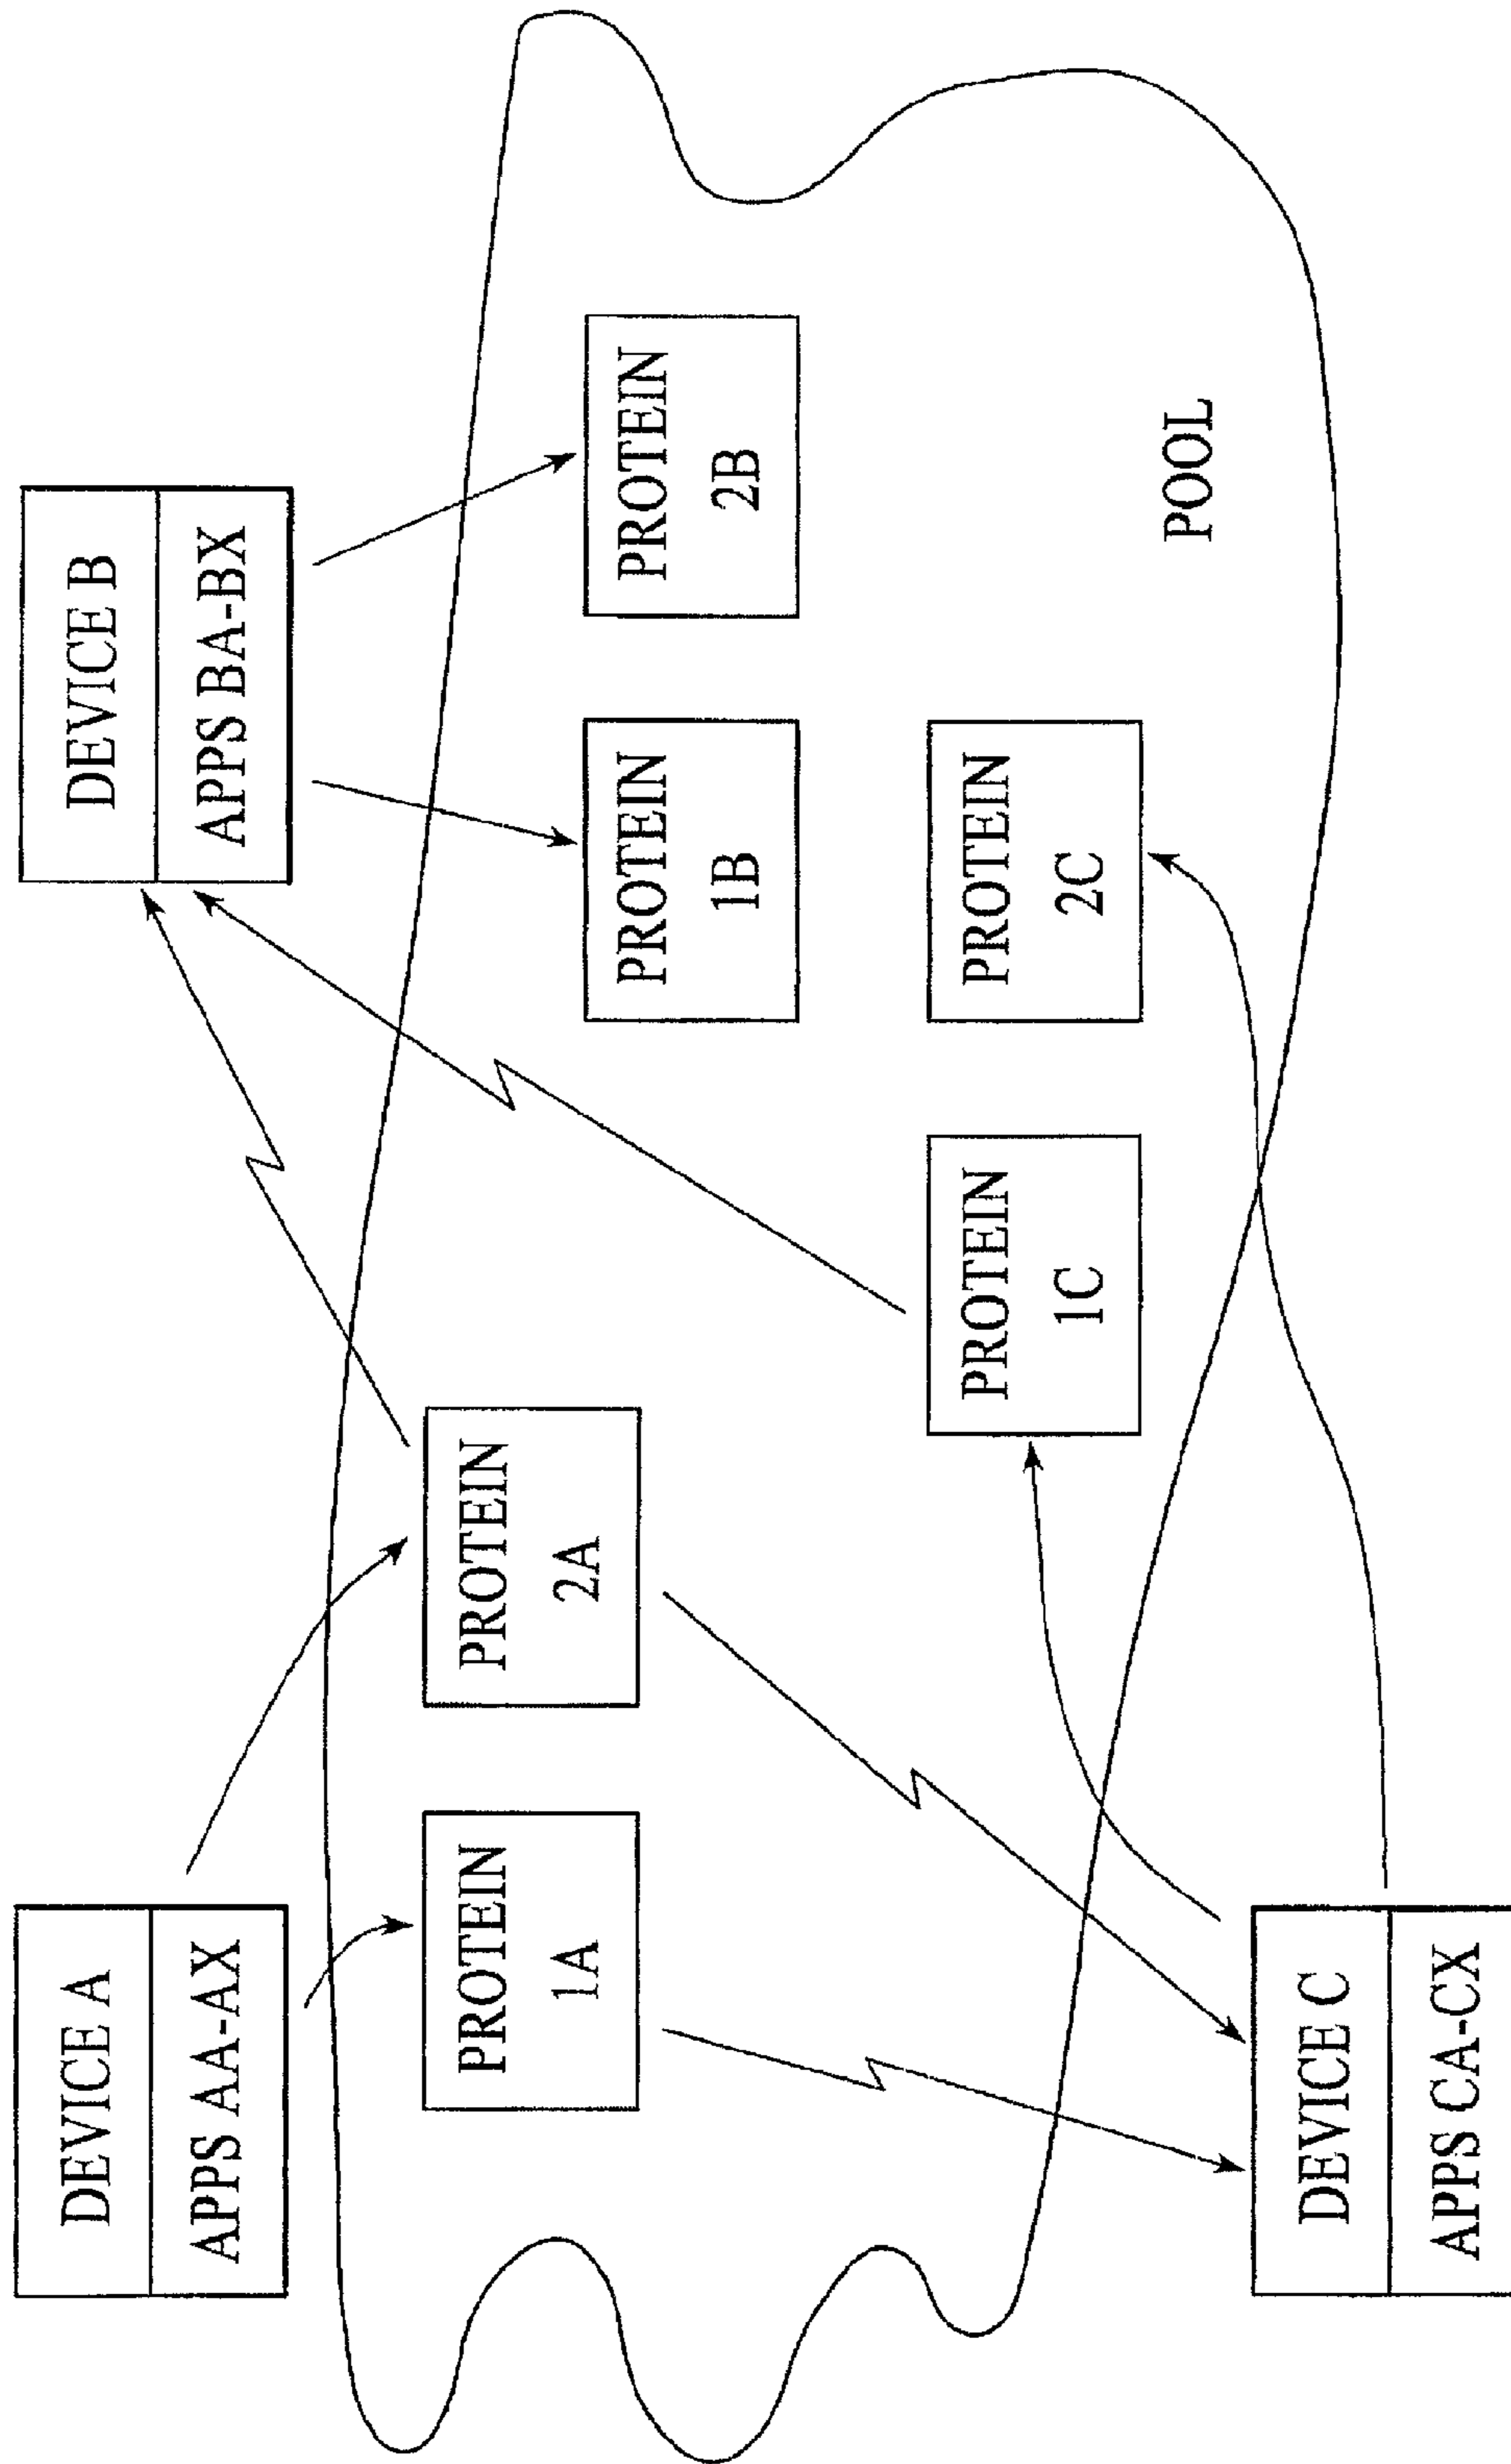 DEVICE A
APPS AA-AX
DEVICE B
APPS BA-BX
PROTEIN
1A
PROTEIN
2A
PROTEIN
1B
PROTEIN
2B
PROTEIN
1C
PROTEIN
2C
POOL
DEVICE C
APPS CA-CX